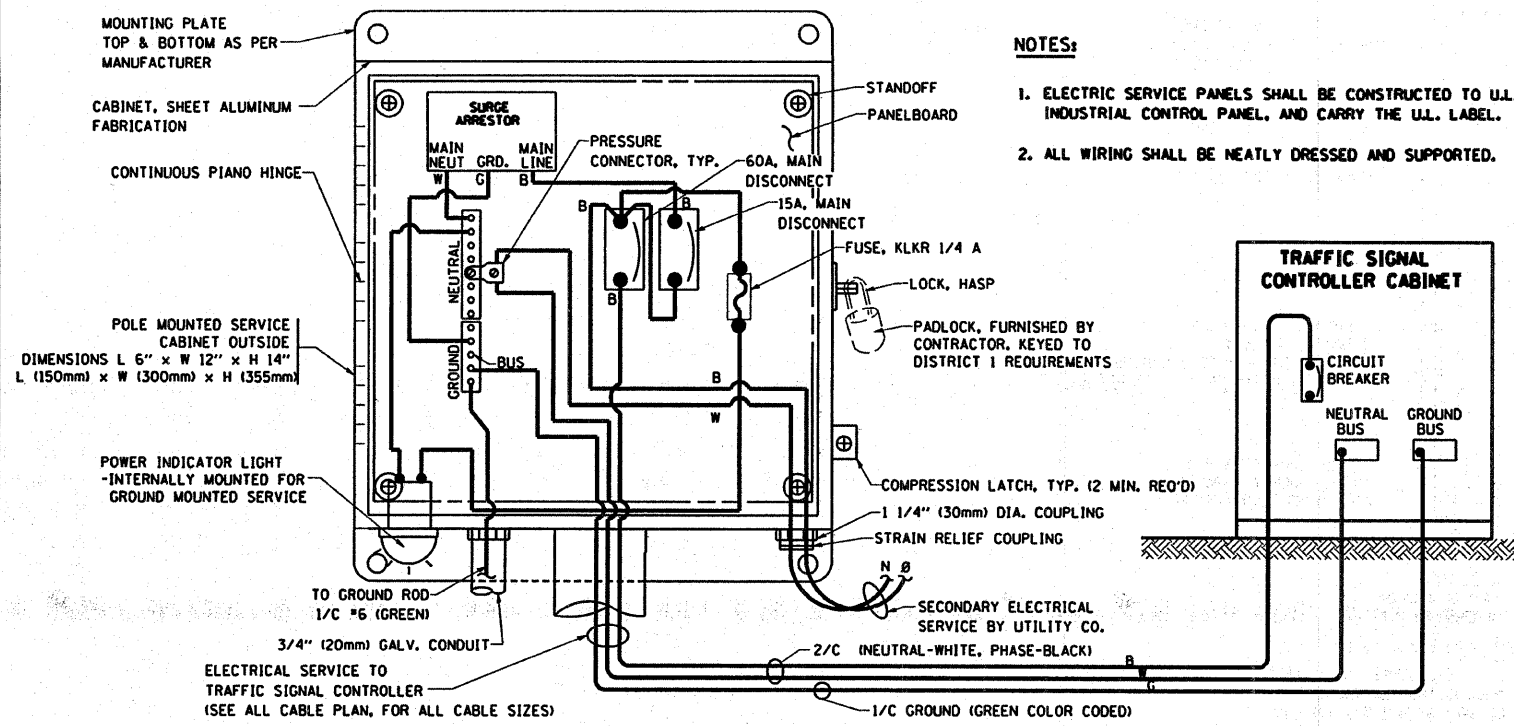 MOUNTING PLATE
TOP & BOTTOM AS PER
MANUFACTURER
CABINET, SHEET ALUMINUM
FABRICATION
CONTINUOUS PIANO HINGE
POLE MOUNTED SERVICE
CABINET OUTSIDE
DIMENSIONS L 6" x W 12" x H 14"
L (150mm) x W (300mm) x H (355mm)
POWER INDICATOR LIGHT
-INTERNALLY MOUNTED FOR
GROUND MOUNTED SERVICE
SURGE
ARRESTOR
MAIN
NEUT
GRD.
MAIN
LINE
W
G
B
PRESSURE
CONNECTOR, TYP.
60A, MAIN
DISCONNECT
15A, MAIN
DISCONNECT
B
B
B
NEUTRAL
GROUND
BUS
B
W
STANDOFF
PANELBOARD
FUSE, KLKR 1/4 A
LOCK, HASP
PADLOCK, FURNISHED BY
CONTRACTOR, KEYED TO
DISTRICT 1 REQUIREMENTS
COMPRESSION LATCH, TYP. (2 MIN. REQ'D)
1 1/4" (30mm) DIA. COUPLING
STRAIN RELIEF COUPLING
N Ø
SECONDARY ELECTRICAL
SERVICE BY UTILITY CO.
TO GROUND ROD
1/C #6 (GREEN)
3/4" (20mm) GALV. CONDUIT
ELECTRICAL SERVICE TO
TRAFFIC SIGNAL CONTROLLER
(SEE ALL CABLE PLAN, FOR ALL CABLE SIZES)
2/C (NEUTRAL-WHITE, PHASE-BLACK)
B
W
G
1/C GROUND (GREEN COLOR CODED)
NOTES:
1. ELECTRIC SERVICE PANELS SHALL BE CONSTRUCTED TO U.L.
INDUSTRIAL CONTROL PANEL, AND CARRY THE U.L. LABEL.
2. ALL WIRING SHALL BE NEATLY DRESSED AND SUPPORTED.
TRAFFIC SIGNAL
CONTROLLER CABINET
CIRCUIT
BREAKER
NEUTRAL
BUS
GROUND
BUS